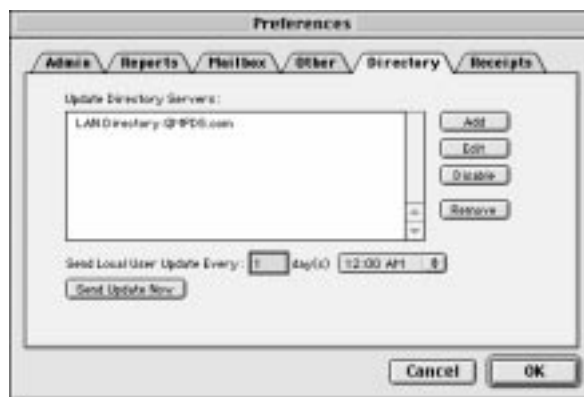 Preferences
Admin Reports Mailbox Other Directory Receipts
Update Directory Servers:
LAN Directory @MPDS.com
Add
Edit
Disable
Remove
Send Local User Update Every: 1 day(s) 12:00 AM
Send Update Now
Cancel OK